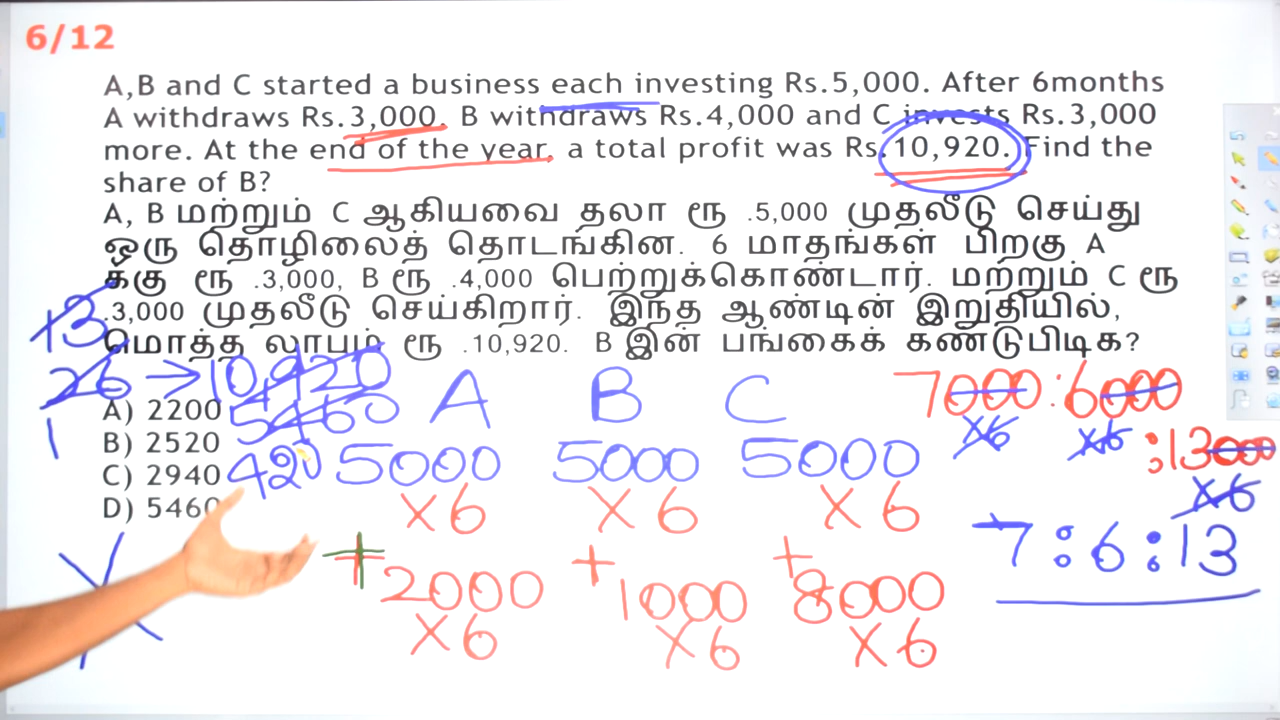 6/12
A,B and C started a business each investing Rs.5,000. After 6months
A withdraws Rs.3,000. B withdraws Rs.4,000 and C invests Rs.3,000
more. At the end of the year, a total profit was Rs.10,920. Find the
share of B?
A, B மற்றும் C ஆகியவை தலா ரூ .5,000 முதலீடு செய்து
ஒரு தொழிலைத் தொடங்கின. 6 மாதங்கள் பிறகு A
க்கு ரூ .3,000, B ரூ .4,000 பெற்றுக்கொண்டார். மற்றும் C ரூ
.3,000 முதலீடு செய்கிறார். இந்த ஆண்டின் இறுதியில்,
மொத்த லாபம் ரூ .10,920. B இன் பங்கைக் கண்டுபிடிக?
A) 2200
B) 2520
C) 2940
D) 5460
13
26 → 10,920
1
5460
420
A B C
5000 5000 5000
X6 X6 X6
+ + +
2000 1000 8000
X6 X6 X6
7000 : 6000
X6 X6
: 13000
X6
7 : 6 : 13